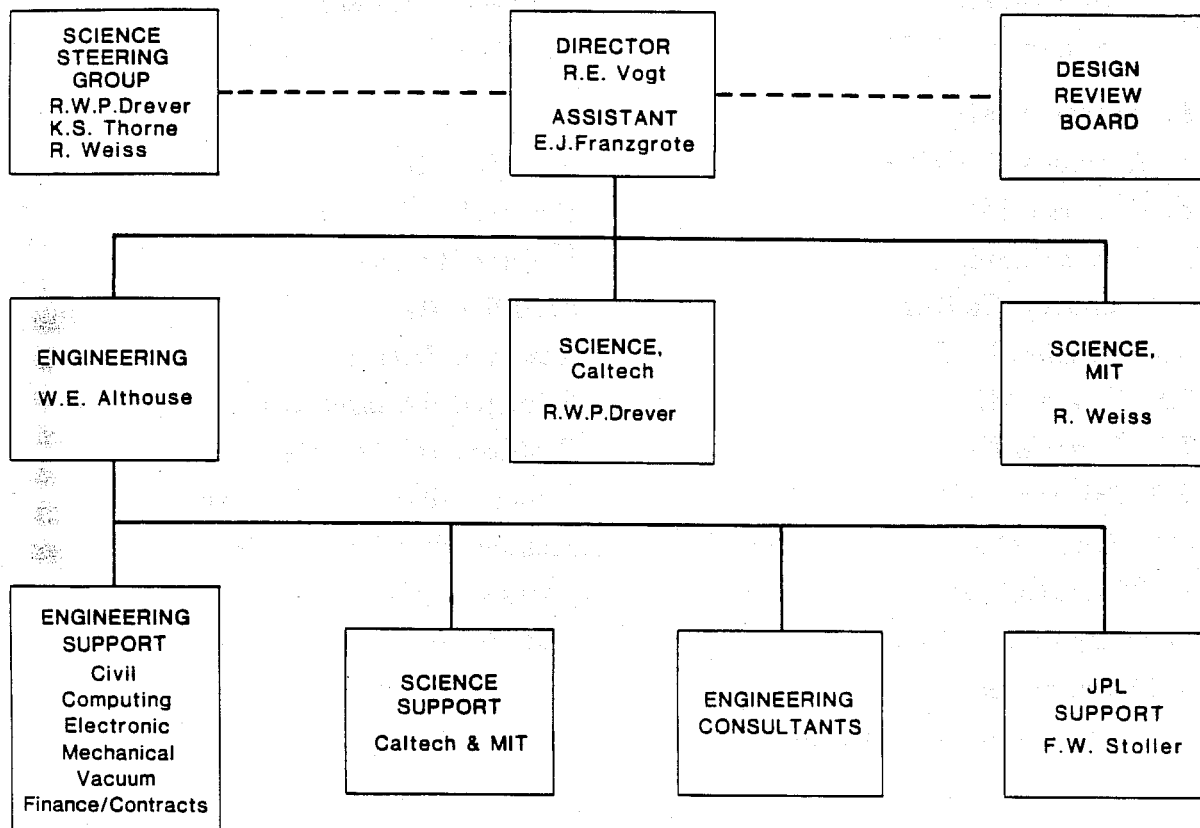 SCIENCE
STEERING
GROUP
R.W.P.Drever
K.S. Thorne
R. Weiss
DIRECTOR
R.E. Vogt
ASSISTANT
E.J.Franzgrote
DESIGN
REVIEW
BOARD
ENGINEERING
W.E. Althouse
SCIENCE,
Caltech
R.W.P.Drever
SCIENCE,
MIT
R. Weiss
ENGINEERING
SUPPORT
Civil
Computing
Electronic
Mechanical
Vacuum
Finance/Contracts
SCIENCE
SUPPORT
Caltech & MIT
ENGINEERING
CONSULTANTS
JPL
SUPPORT
F.W. Stoller